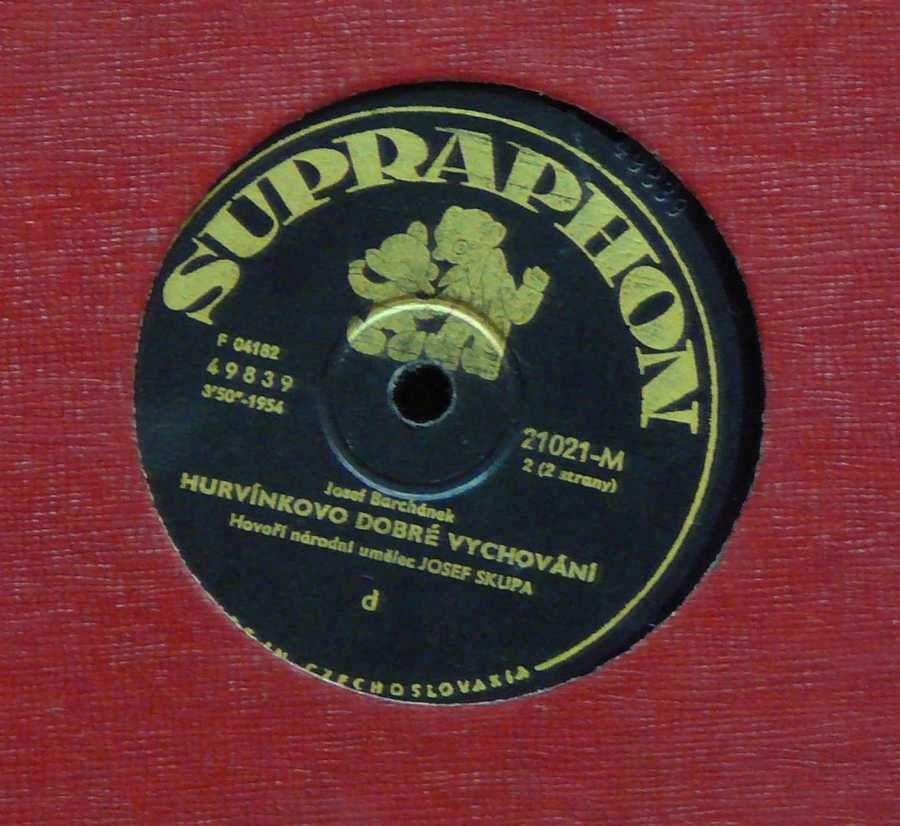 SUPRAPHON
F 04182
49839
3'50"-1954
21021-M
2 (2 strany)
Josef Barchánek
HURVÍNKOVO DOBRÉ VYCHOVÁNÍ
Hovoří národní umělec JOSEF SKUPA
d
IN CZECHOSLOVAKIA